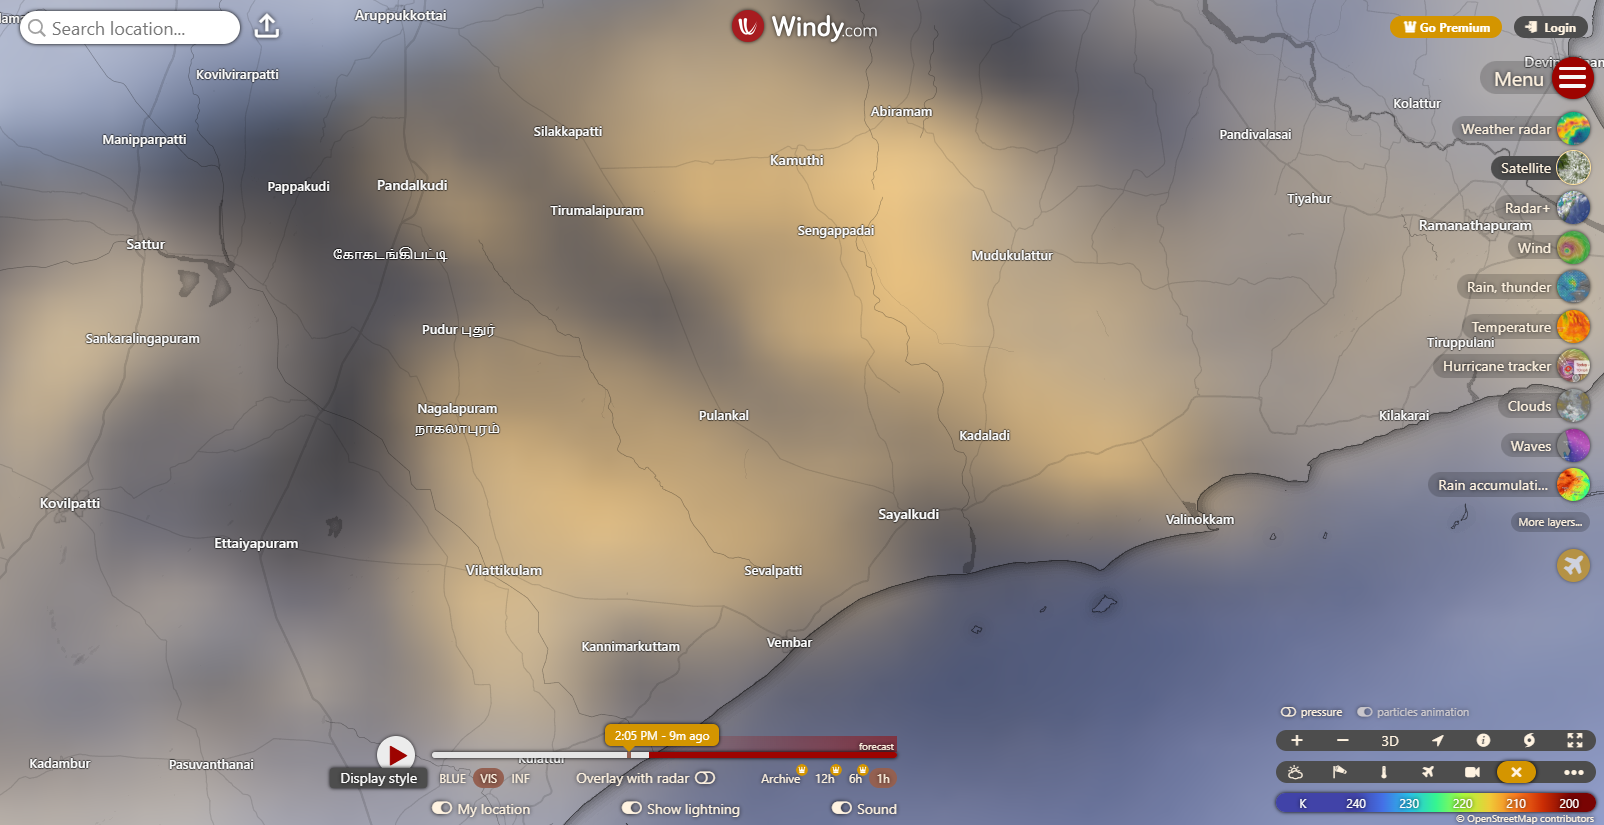 Search location...
Windy.com
Go Premium
Login
Menu
Weather radar
Satellite
Radar+
Wind
Rain, thunder
Temperature
Hurricane tracker
Clouds
Waves
Rain accumulati...
More layers...
Aruppukkottai
Kovilvirarpatti
Abiramam
Kolattur
Silakkapatti
Pandivalasai
Manipparpatti
Kamuthi
Pappakudi
Pandalkudi
Tiyahur
Tirumalaipuram
Ramanathapuram
Sengappadai
Sattur
கோகடங்கிபட்டி
Mudukulattur
Pudur புதுர்
Sankaralingapuram
Tiruppulani
Nagalapuram
நாகலாபுரம்
Pulankal
Kilakarai
Kadaladi
Kovilpatti
Sayalkudi
Valinokkam
Ettaiyapuram
Vilattikulam
Sevalpatti
Kannimarkuttam
Vembar
Kadambur
Pasuvanthanai
Kulattur
2:05 PM - 9m ago
forecast
Display style
BLUE VIS INF
Overlay with radar
Archive 12h 6h 1h
My location
Show lightning
Sound
pressure
particles animation
3D
K 240 230 220 210 200
© OpenStreetMap contributors